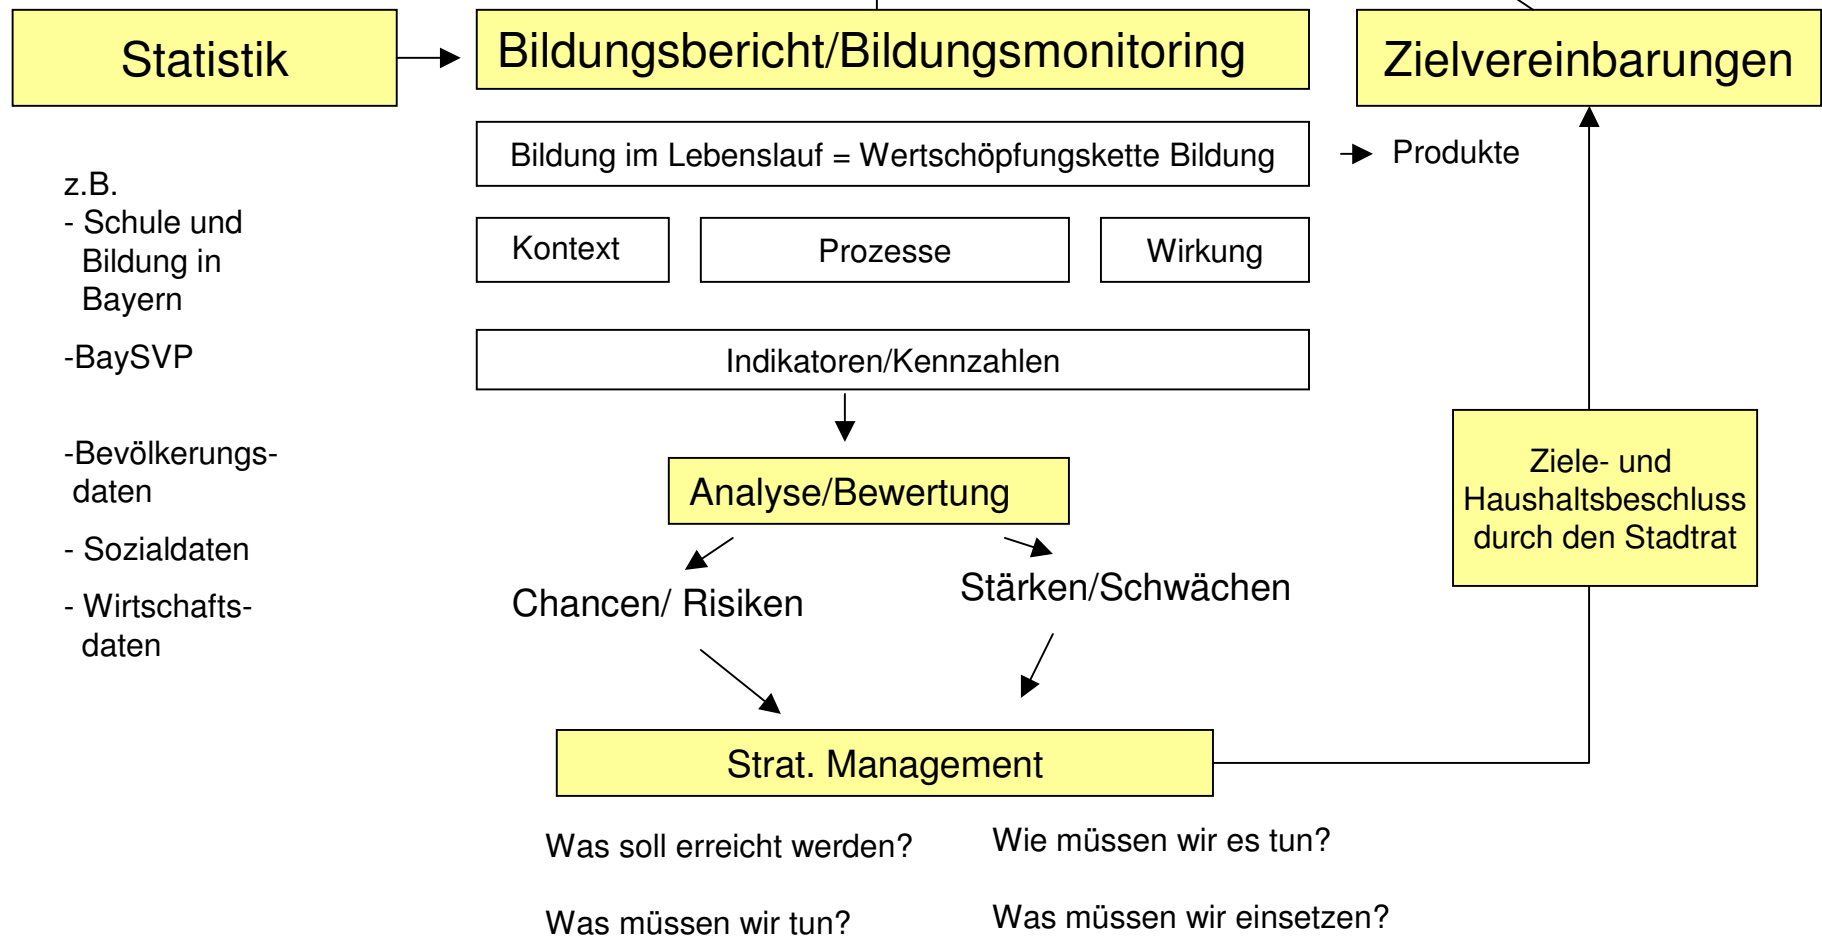 Statistik
Bildungsbericht/Bildungsmonitoring
Zielvereinbarungen
Bildung im Lebenslauf = Wertschöpfungskette Bildung
Produkte
z.B.
- Schule und
Bildung in
Bayern
-BaySVP
-Bevölkerungs-
daten
- Sozialdaten
- Wirtschafts-
daten
Kontext
Prozesse
Wirkung
Indikatoren/Kennzahlen
Analyse/Bewertung
Chancen/ Risiken
Stärken/Schwächen
Ziele- und
Haushaltsbeschluss
durch den Stadtrat
Strat. Management
Was soll erreicht werden?
Wie müssen wir es tun?
Was müssen wir tun?
Was müssen wir einsetzen?